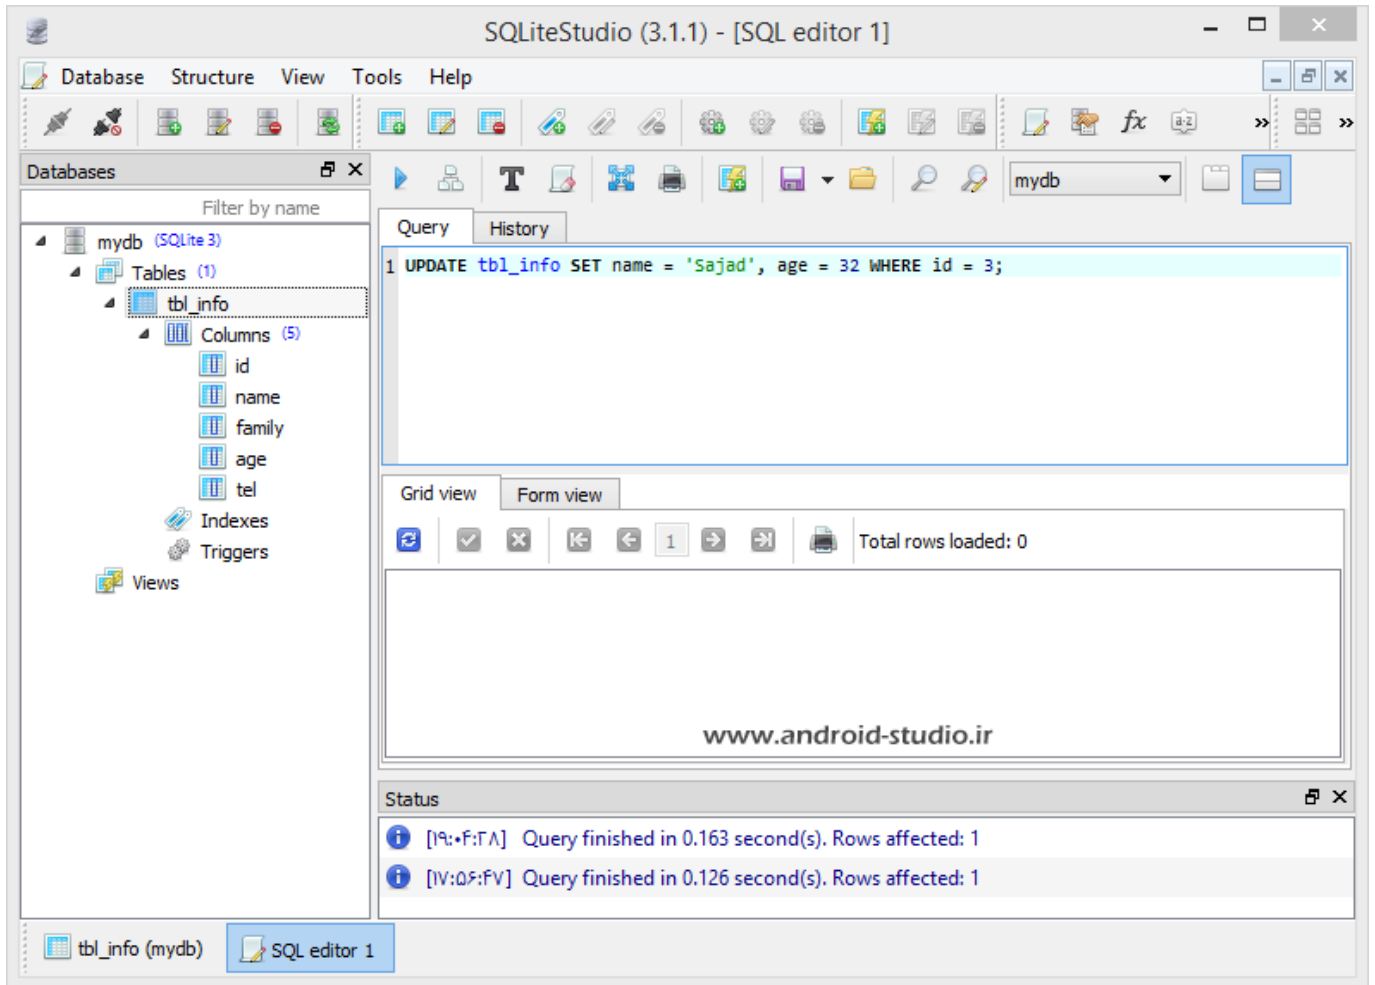 SQLiteStudio (3.1.1) - [SQL editor 1]
Database Structure View Tools Help
Databases
mydb
Filter by name
Query History
mydb (SQLite 3)
1 UPDATE tbl_info SET name = 'Sajad', age = 32 WHERE id = 3;
Tables (1)
tbl_info
Columns (5)
id
name
family
age
tel
Indexes
Triggers
Views
Grid view Form view
1 Total rows loaded: 0
www.android-studio.ir
Status
[۱۹:۰۴:۲۸] Query finished in 0.163 second(s). Rows affected: 1
[۱۷:۵۶:۴۷] Query finished in 0.126 second(s). Rows affected: 1
tbl_info (mydb) SQL editor 1